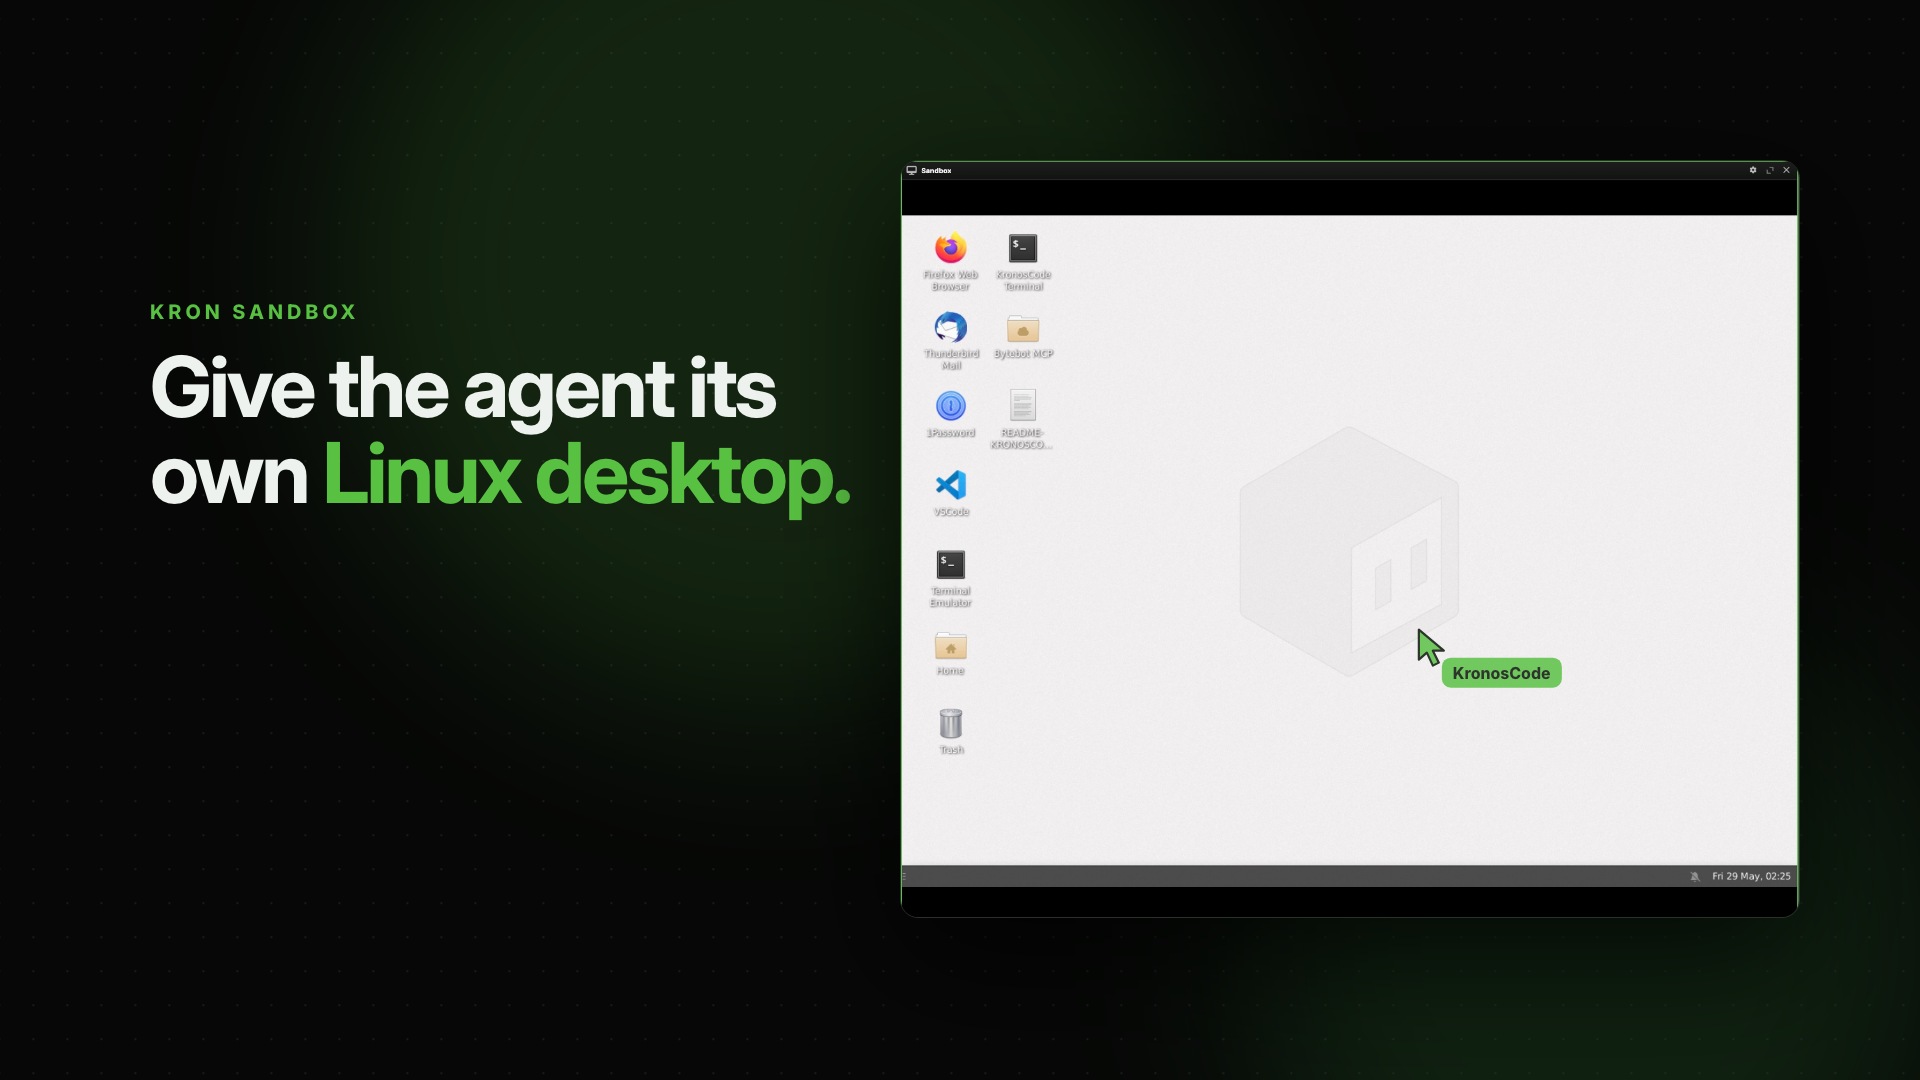 KRON SANDBOX
Give the agent its
own Linux desktop.
Sandbox
Firefox Web
Browser
KronosCode
Terminal
Thunderbird
Mail
Bytebot MCP
1Password
README-
KRONOSCO...
VSCode
Terminal
Emulator
Home
Trash
KronosCode
Fri 29 May, 02:25